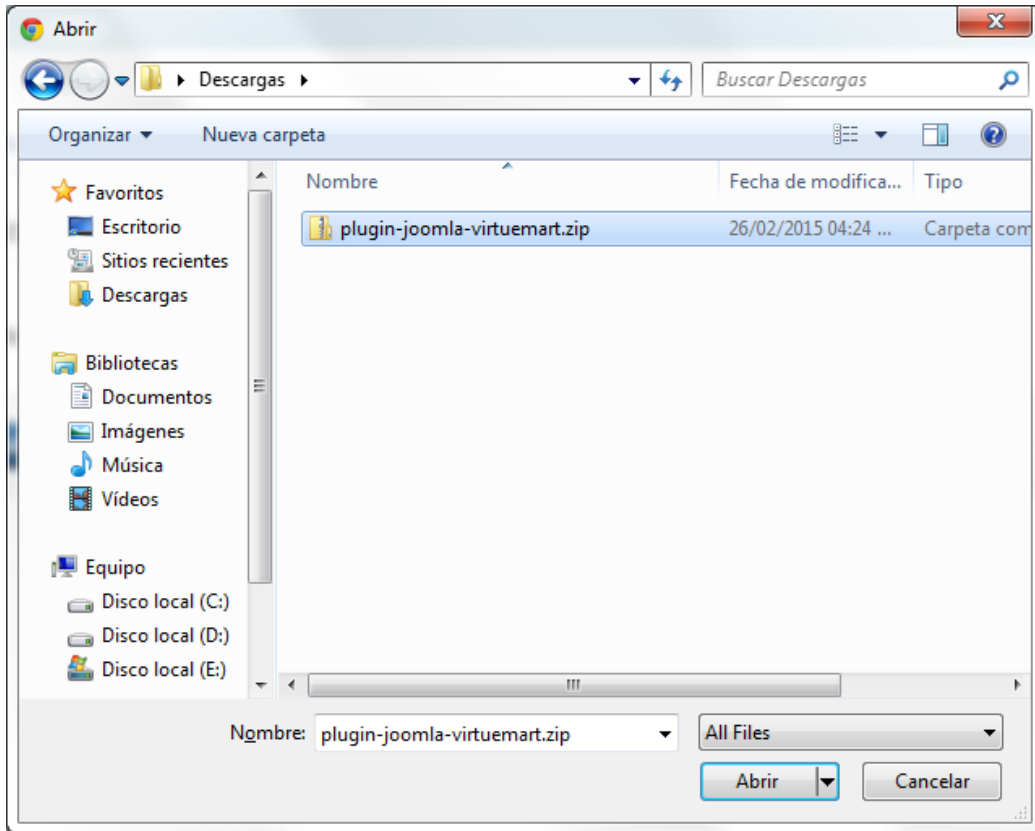 Abrir
Descargas
Buscar Descargas
Organizar
Nueva carpeta
Nombre
Fecha de modifica...
Tipo
plugin-joomla-virtuemart.zip
26/02/2015 04:24 ...
Carpeta com
Favoritos
Escritorio
Sitios recientes
Descargas
Bibliotecas
Documentos
Imágenes
Música
Vídeos
Equipo
Disco local (C:)
Disco local (D:)
Disco local (E:)
Nombre: plugin-joomla-virtuemart.zip
All Files
Abrir
Cancelar